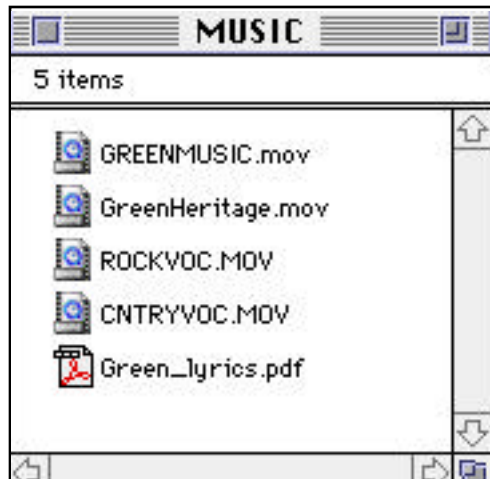 MUSIC
5 items
GREENMUSIC.mov
GreenHeritage.mov
ROCKVOC.MOV
CNTRYVOC.MOV
Green_lyrics.pdf